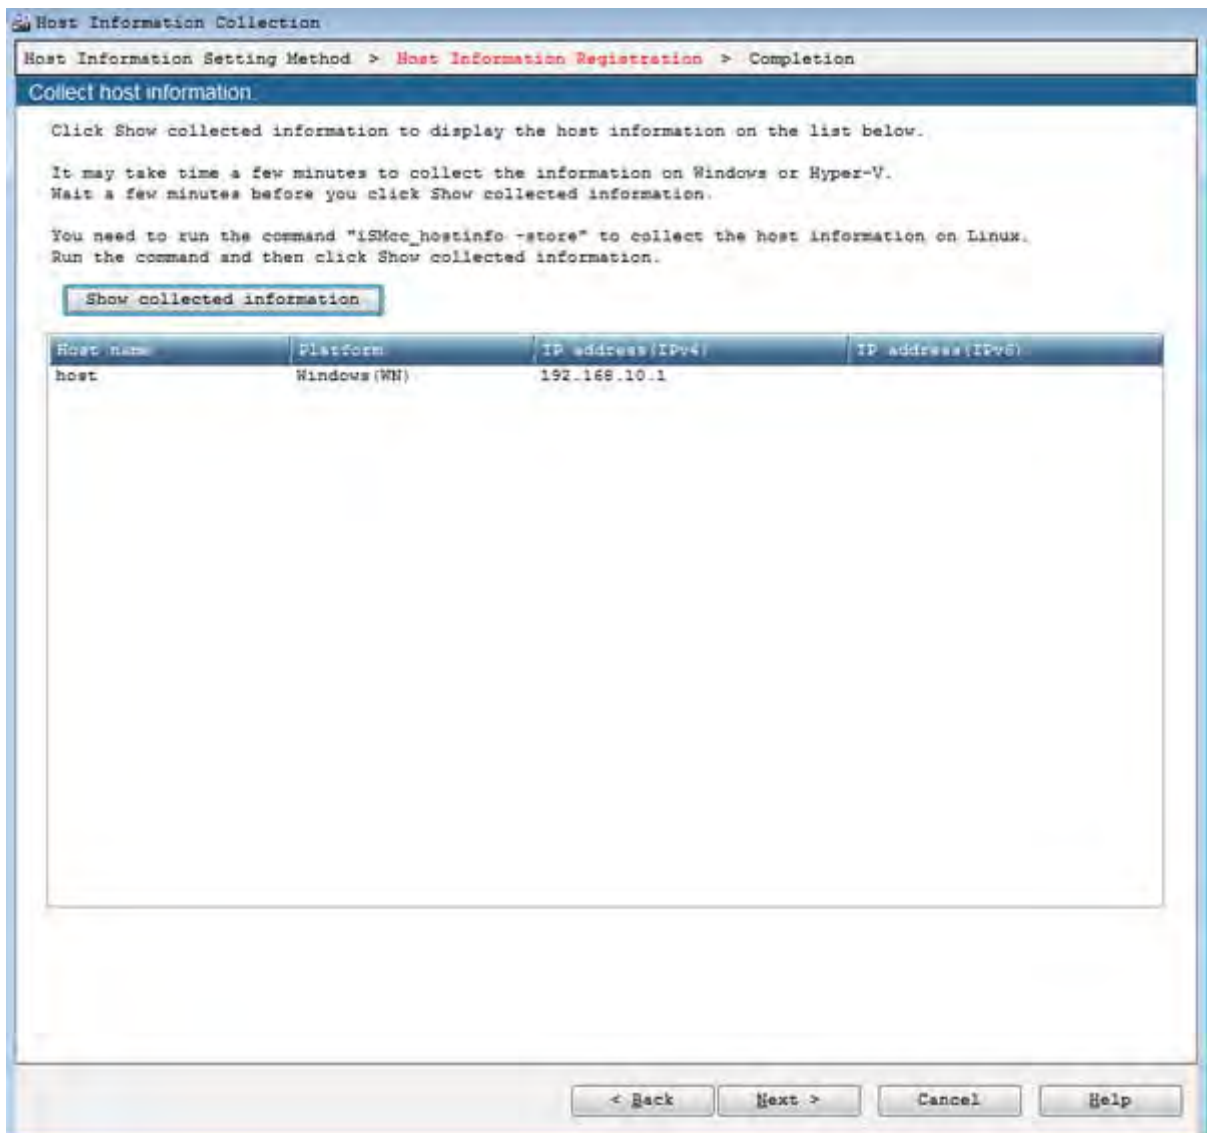 Host Information Collection
Host Information Setting Method > Host Information Registration > Completion
Collect host information.
Click Show collected information to display the host information on the list below.
It may take time a few minutes to collect the information on Windows or Hyper-V.
Wait a few minutes before you click Show collected information.
You need to run the command "iSMcc_hostinfo -store" to collect the host information on Linux.
Run the command and then click Show collected information.
Show collected information
Host name Platform IP address(IPv4) IP address(IPv6)
host Windows(WN) 192.168.10.1
< Back Next > Cancel Help